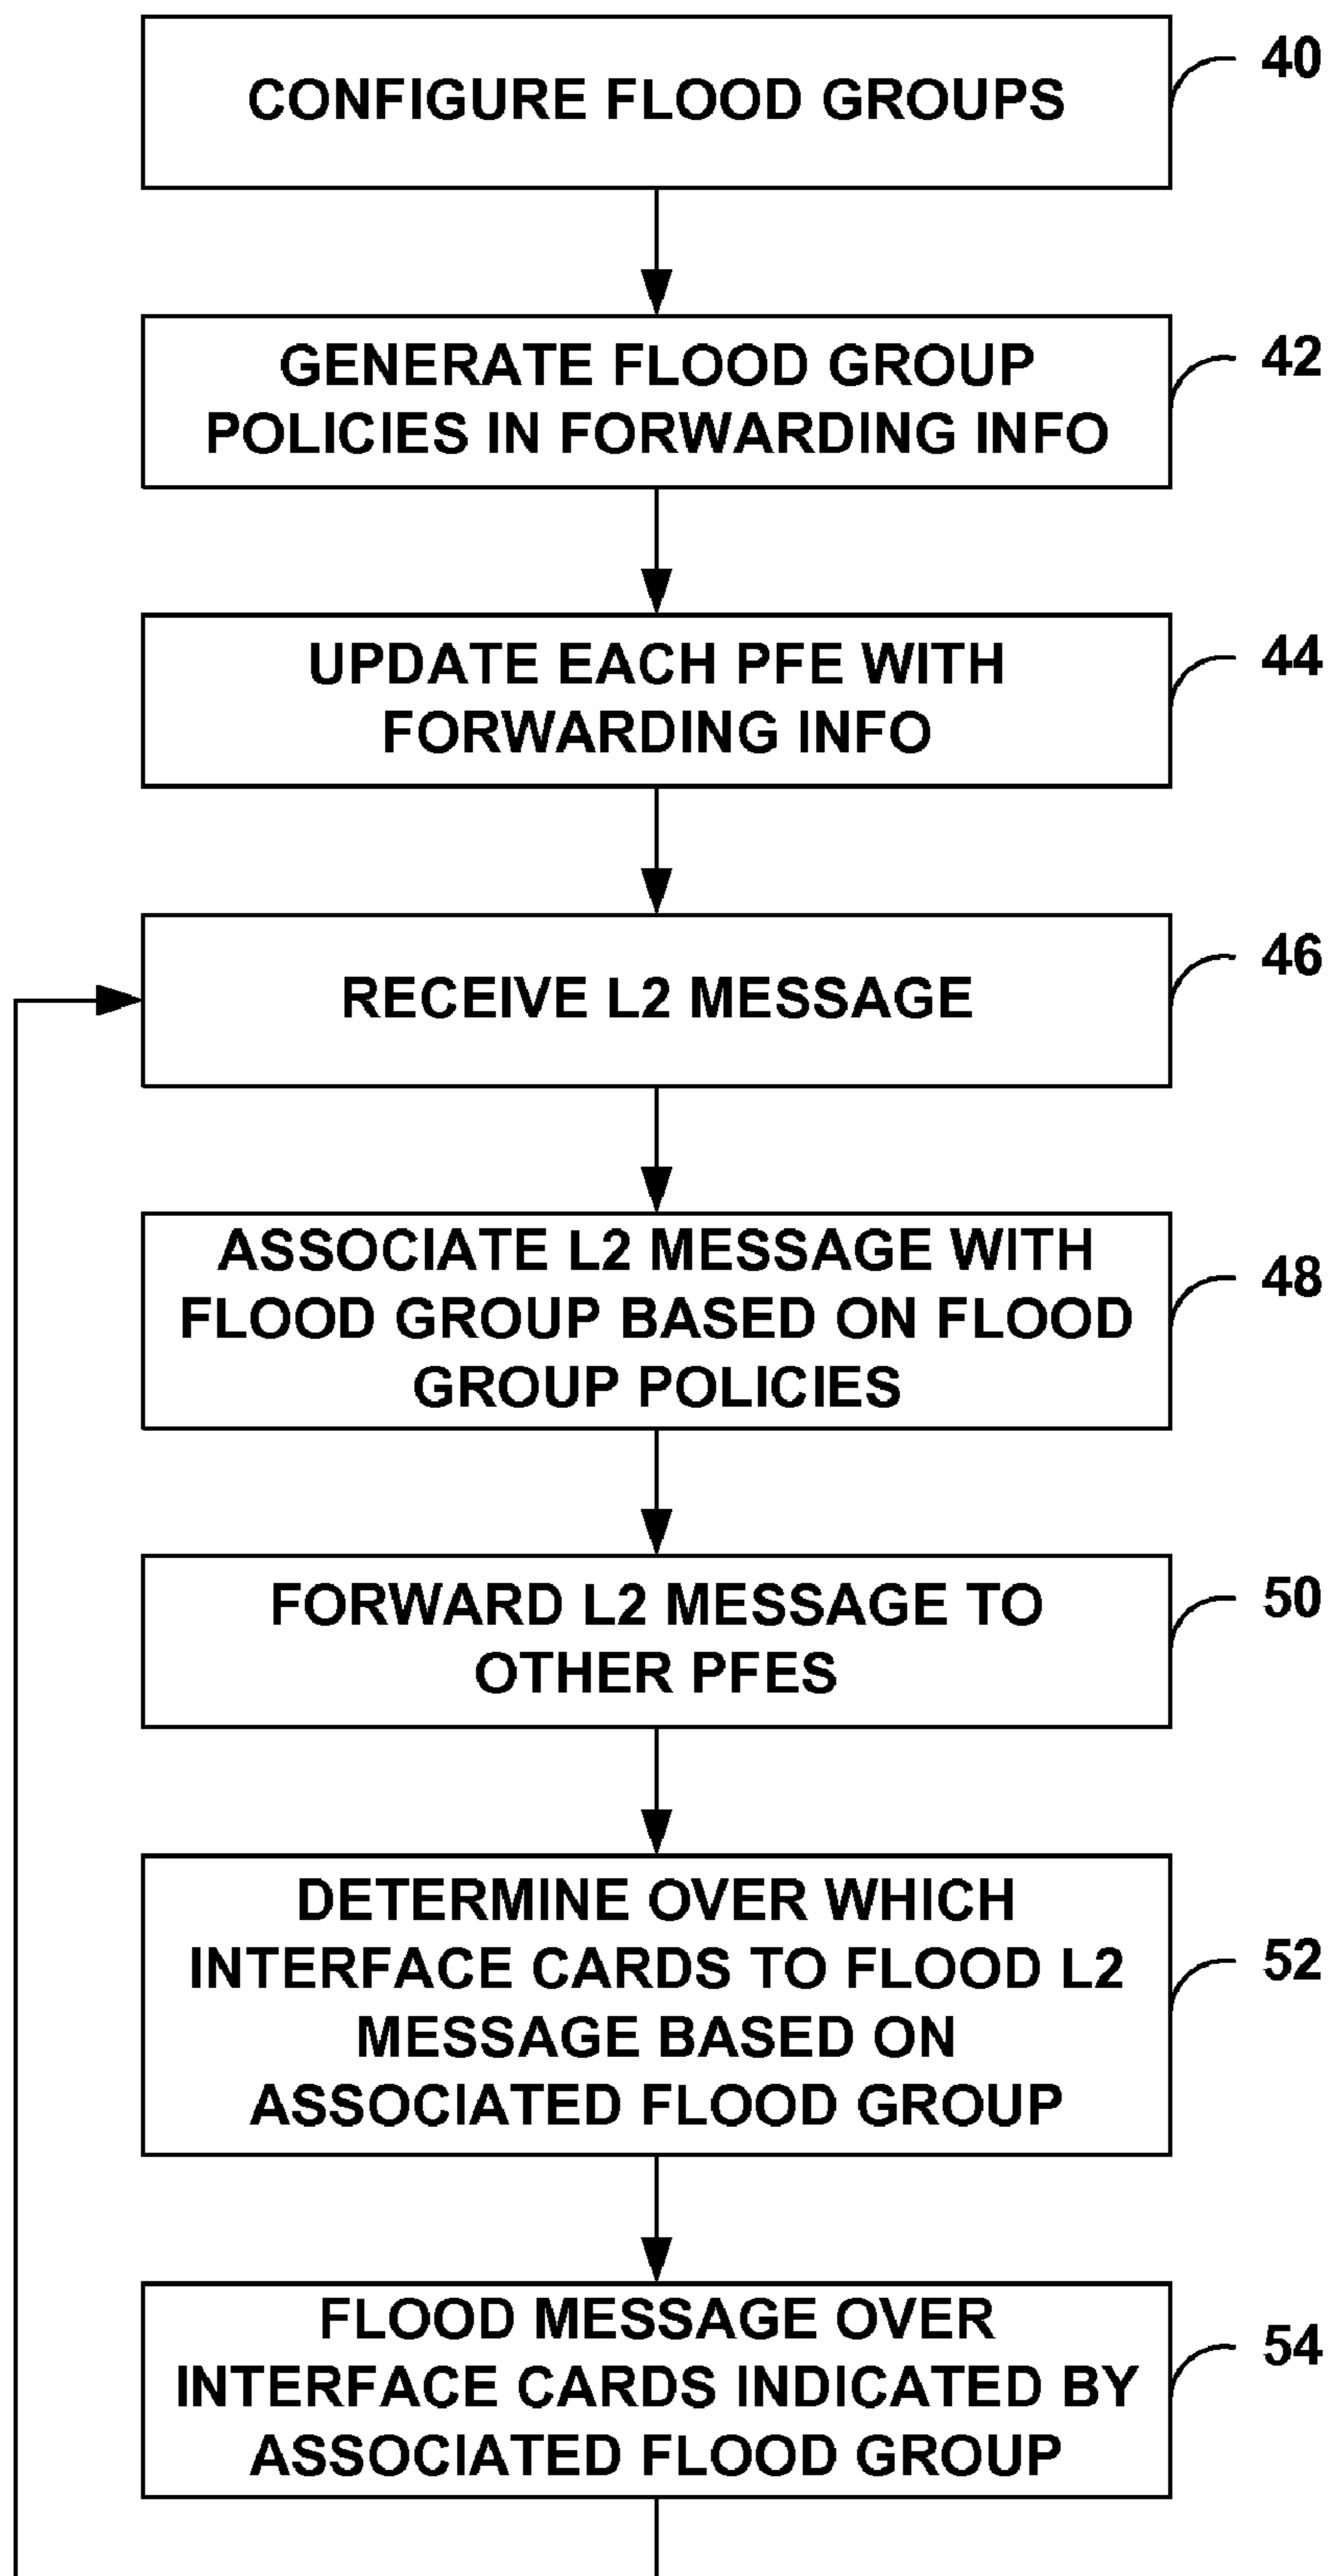 CONFIGURE FLOOD GROUPS
40
GENERATE FLOOD GROUP
POLICIES IN FORWARDING INFO
42
UPDATE EACH PFE WITH
FORWARDING INFO
44
RECEIVE L2 MESSAGE
46
ASSOCIATE L2 MESSAGE WITH
FLOOD GROUP BASED ON FLOOD
GROUP POLICIES
48
FORWARD L2 MESSAGE TO
OTHER PFES
50
DETERMINE OVER WHICH
INTERFACE CARDS TO FLOOD L2
MESSAGE BASED ON
ASSOCIATED FLOOD GROUP
52
FLOOD MESSAGE OVER
INTERFACE CARDS INDICATED BY
ASSOCIATED FLOOD GROUP
54